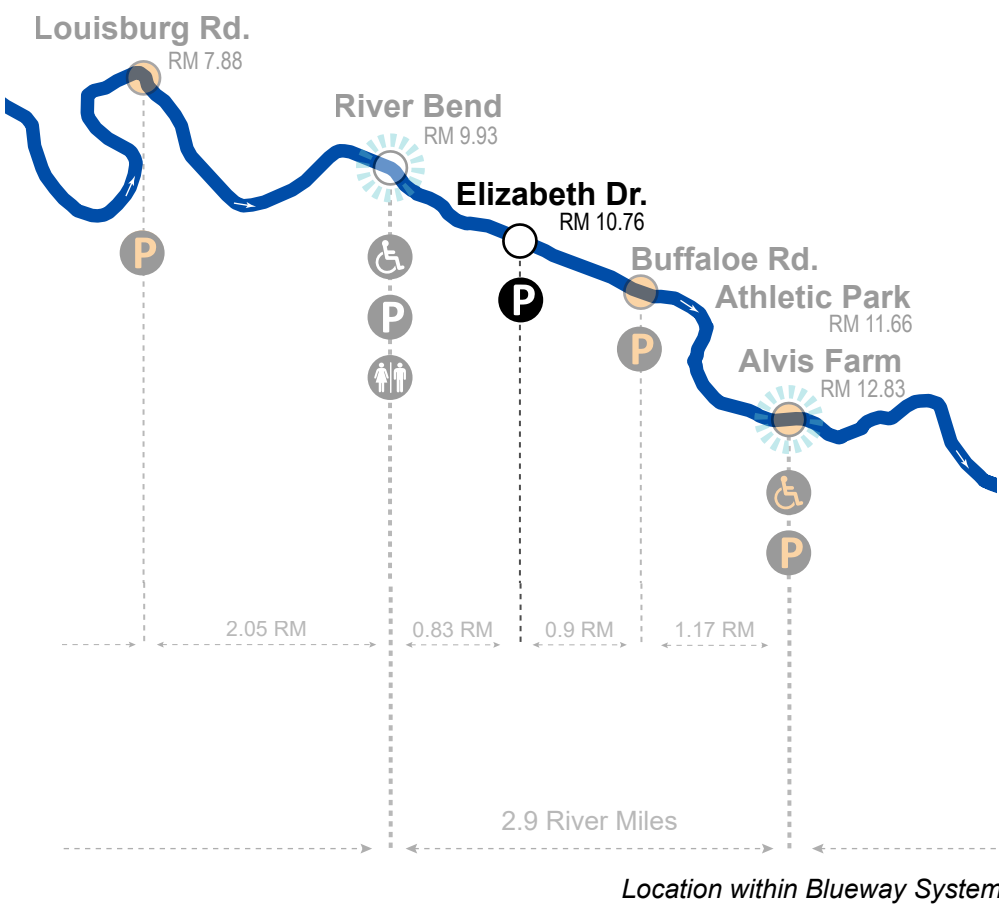 Louisburg Rd.
RM 7.88
River Bend
RM 9.93
Elizabeth Dr.
RM 10.76
Buffaloe Rd.
Athletic Park
RM 11.66
Alvis Farm
RM 12.83
P
P
P
P
P
2.05 RM
0.83 RM
0.9 RM
1.17 RM
2.9 River Miles
Location within Blueway System